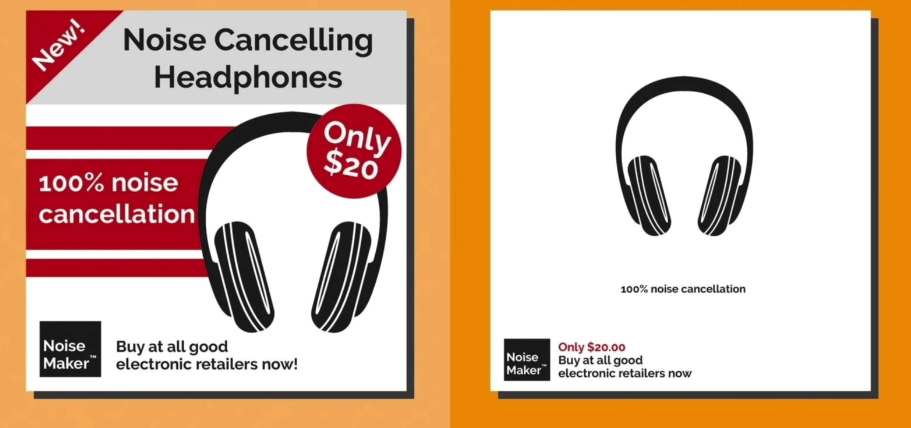 New!
Noise Cancelling
Headphones
Only
$20
100% noise
cancellation
Noise
Maker™
Buy at all good
electronic retailers now!
100% noise cancellation
Noise
Maker™
Only $20.00
Buy at all good
electronic retailers now